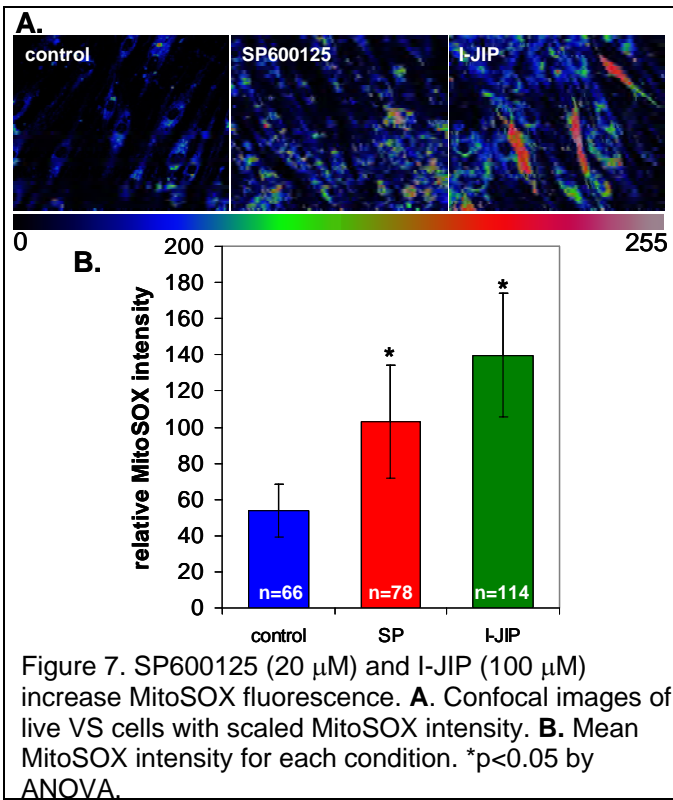 A.
control SP600125 I-JIP
0 255
B.
relative MitoSOX intensity
200
180
160
140
120
100
80
60
40
20
0
* *
n=66 n=78 n=114
control SP I-JIP
Figure 7. SP600125 (20 μM) and I-JIP (100 μM)
increase MitoSOX fluorescence. A. Confocal images of
live VS cells with scaled MitoSOX intensity. B. Mean
MitoSOX intensity for each condition. *p<0.05 by
ANOVA.